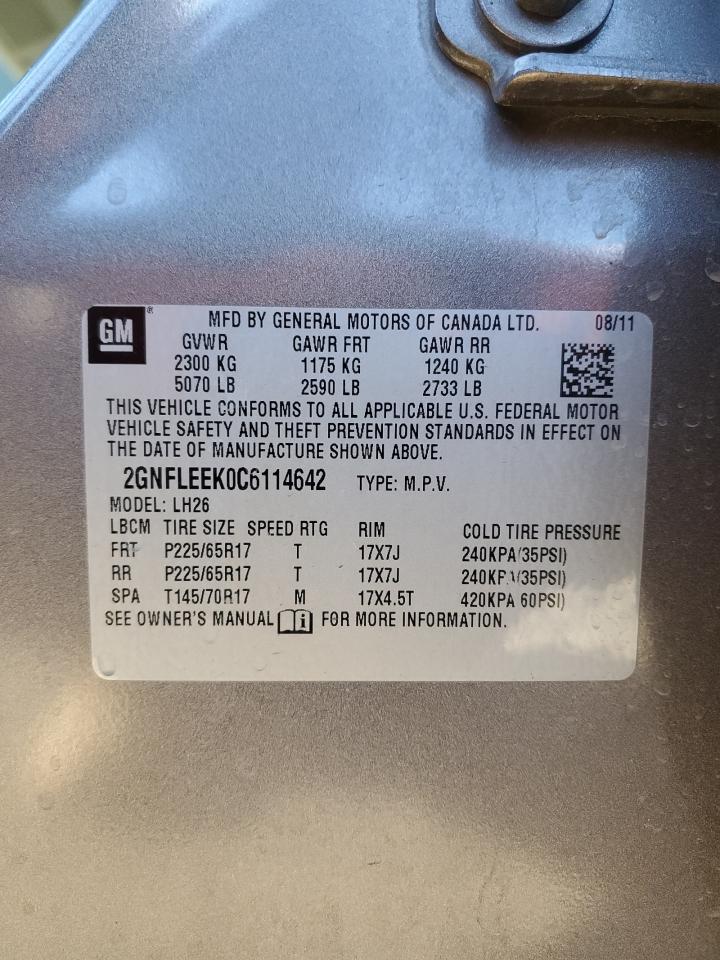 GM ®
MFD BY GENERAL MOTORS OF CANADA LTD. 08/11
GVWR GAWR FRT GAWR RR
2300 KG 1175 KG 1240 KG
5070 LB 2590 LB 2733 LB
THIS VEHICLE CONFORMS TO ALL APPLICABLE U.S. FEDERAL MOTOR
VEHICLE SAFETY AND THEFT PREVENTION STANDARDS IN EFFECT ON
THE DATE OF MANUFACTURE SHOWN ABOVE.
2GNFLEEK0C6114642 TYPE: M.P.V.
MODEL: LH26
LBCM TIRE SIZE SPEED RTG RIM COLD TIRE PRESSURE
FRT P225/65R17 T 17X7J 240KPA/35PSI)
RR P225/65R17 T 17X7J 240KPA/35PSI)
SPA T145/70R17 M 17X4.5T 420KPA 60PSI)
SEE OWNER'S MANUAL i FOR MORE INFORMATION.